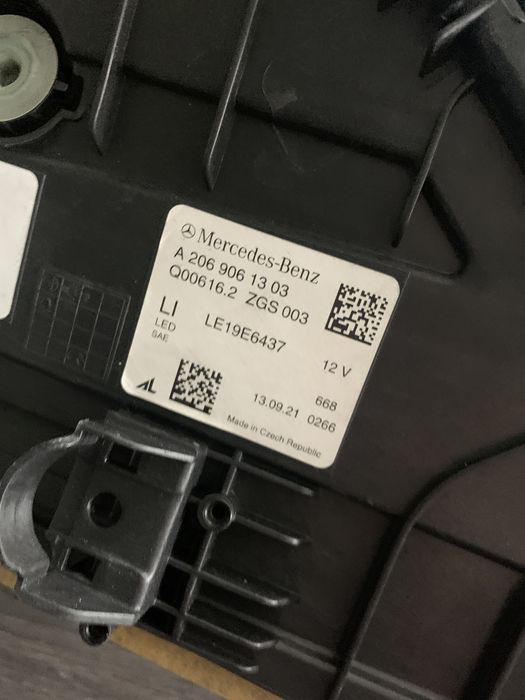 Mercedes-Benz
A 206 906 13 03
Q00616.2 ZGS 003
LI LE19E6437
LED
SAE
12 V
668
13.09.21 0266
AL
Made in Czech Republic